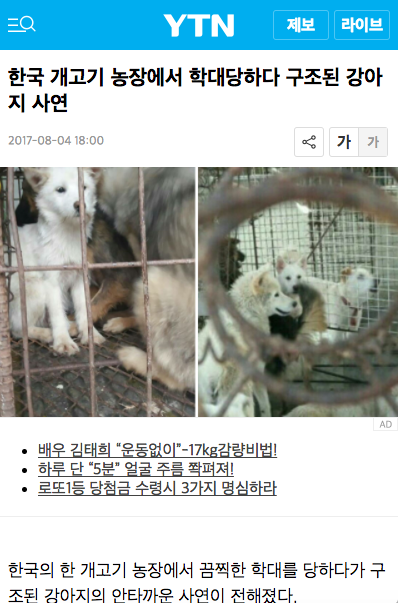 YTN
제보
라이브
한국 개고기 농장에서 학대당하다 구조된 강아
지 사연
2017-08-04 18:00
가
가
AD
배우 김태희 “운동없이”-17kg감량비법!
하루 단 “5분” 얼굴 주름 쫙펴져!
로또1등 당첨금 수령시 3가지 명심하라
한국의 한 개고기 농장에서 끔찍한 학대를 당하다가 구
조된 강아지의 안타까운 사연이 전해졌다.